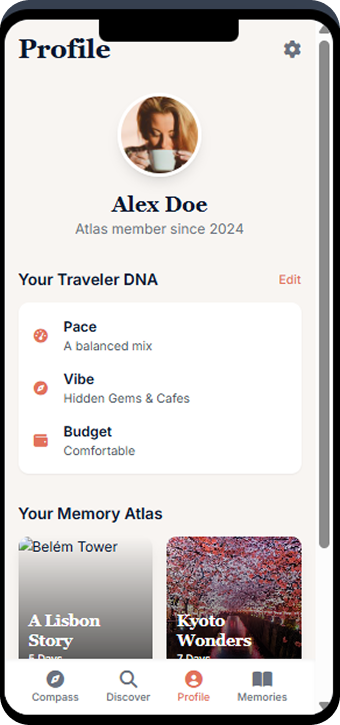 Profile
Alex Doe
Atlas member since 2024
Your Traveler DNA
Edit
Pace
A balanced mix
Vibe
Hidden Gems & Cafes
Budget
Comfortable
Your Memory Atlas
Belém Tower
A Lisbon
Story
5 Days
Kyoto
Wonders
7 Days
Compass
Discover
Profile
Memories